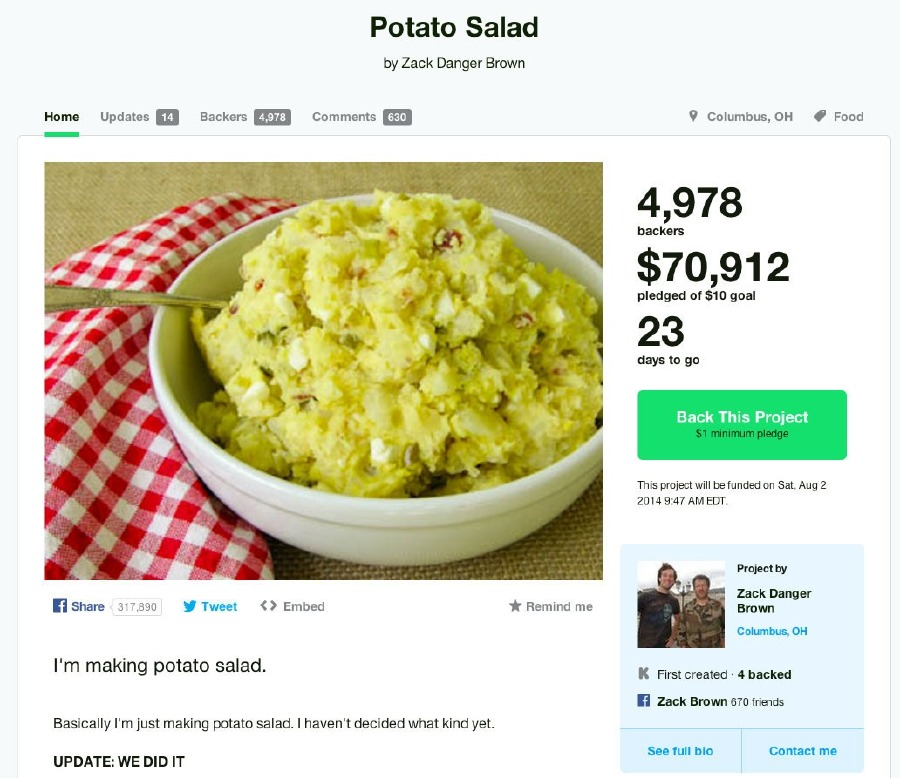 Potato Salad
by Zack Danger Brown
Home Updates 14 Backers 4,978 Comments 630 Columbus, OH Food
4,978
backers
$70,912
pledged of $10 goal
23
days to go
Back This Project
$1 minimum pledge
This project will be funded on Sat, Aug 2
2014 9:47 AM EDT.
Project by
Zack Danger
Brown
Columbus, OH
First created · 4 backed
Zack Brown 670 friends
See full bio Contact me
Share 317,890 Tweet Embed Remind me
I'm making potato salad.
Basically I'm just making potato salad. I haven't decided what kind yet.
UPDATE: WE DID IT